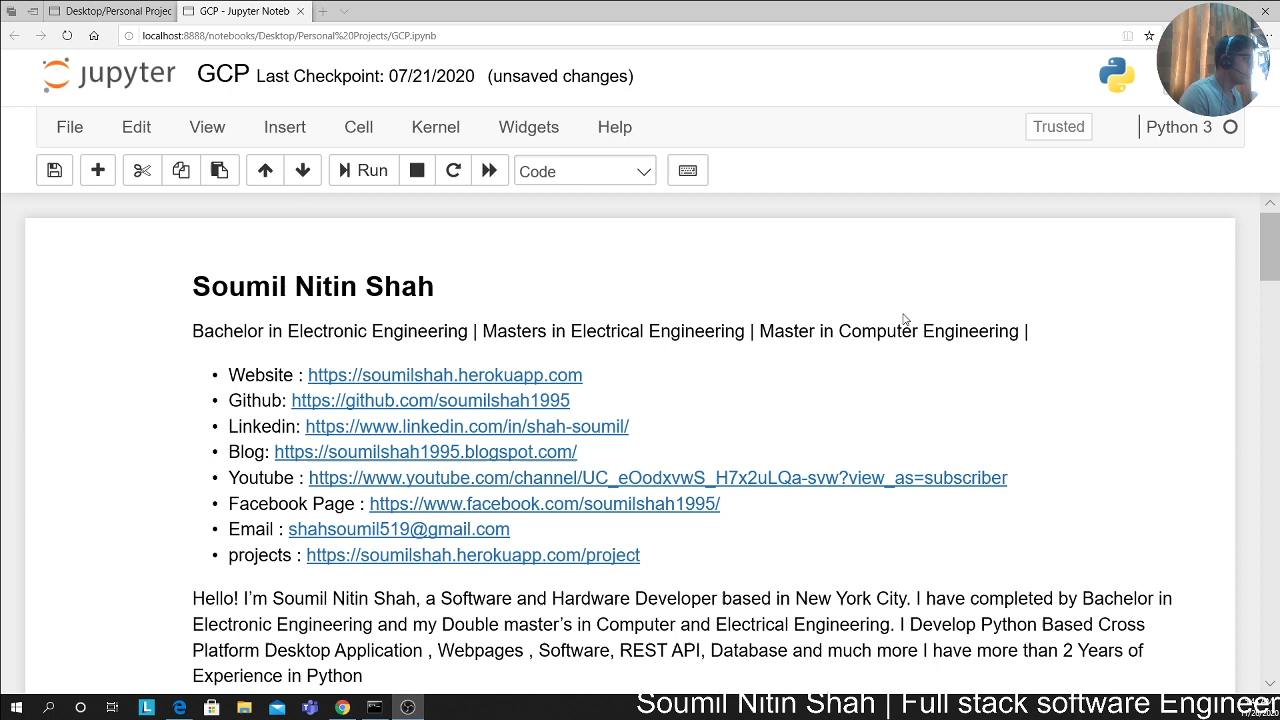 Desktop/Personal Projec
GCP - Jupyter Noteb
localhost:8888/notebooks/Desktop/Personal%20Projects/GCP.ipynb
jupyter GCP Last Checkpoint: 07/21/2020 (unsaved changes)
File Edit View Insert Cell Kernel Widgets Help Trusted Python 3
Run Code
Soumil Nitin Shah
Bachelor in Electronic Engineering | Masters in Electrical Engineering | Master in Computer Engineering |
• Website : https://soumilshah.herokuapp.com
• Github: https://github.com/soumilshah1995
• Linkedin: https://www.linkedin.com/in/shah-soumil/
• Blog: https://soumilshah1995.blogspot.com/
• Youtube : https://www.youtube.com/channel/UC_eOodxvwS_H7x2uLQa-svw?view_as=subscriber
• Facebook Page : https://www.facebook.com/soumilshah1995/
• Email : shahsoumil519@gmail.com
• projects : https://soumilshah.herokuapp.com/project
Hello! I’m Soumil Nitin Shah, a Software and Hardware Developer based in New York City. I have completed by Bachelor in
Electronic Engineering and my Double master’s in Computer and Electrical Engineering. I Develop Python Based Cross
Platform Desktop Application , Webpages , Software, REST API, Database and much more I have more than 2 Years of
Experience in Python
Soumil Nitin Shah | Full stack software Engineer